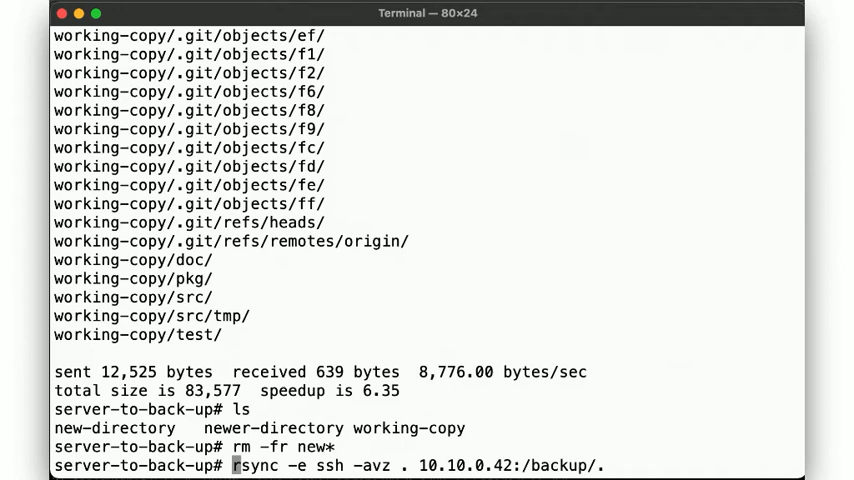 Terminal — 80×24
working-copy/.git/objects/ef/
working-copy/.git/objects/f1/
working-copy/.git/objects/f2/
working-copy/.git/objects/f6/
working-copy/.git/objects/f8/
working-copy/.git/objects/f9/
working-copy/.git/objects/fc/
working-copy/.git/objects/fd/
working-copy/.git/objects/fe/
working-copy/.git/objects/ff/
working-copy/.git/refs/heads/
working-copy/.git/refs/remotes/origin/
working-copy/doc/
working-copy/pkg/
working-copy/src/
working-copy/src/tmp/
working-copy/test/
sent 12,525 bytes  received 639 bytes  8,776.00 bytes/sec
total size is 83,577  speedup is 6.35
server-to-back-up# ls
new-directory   newer-directory working-copy
server-to-back-up# rm -fr new*
server-to-back-up# rsync -e ssh -avz . 10.10.0.42:/backup/.